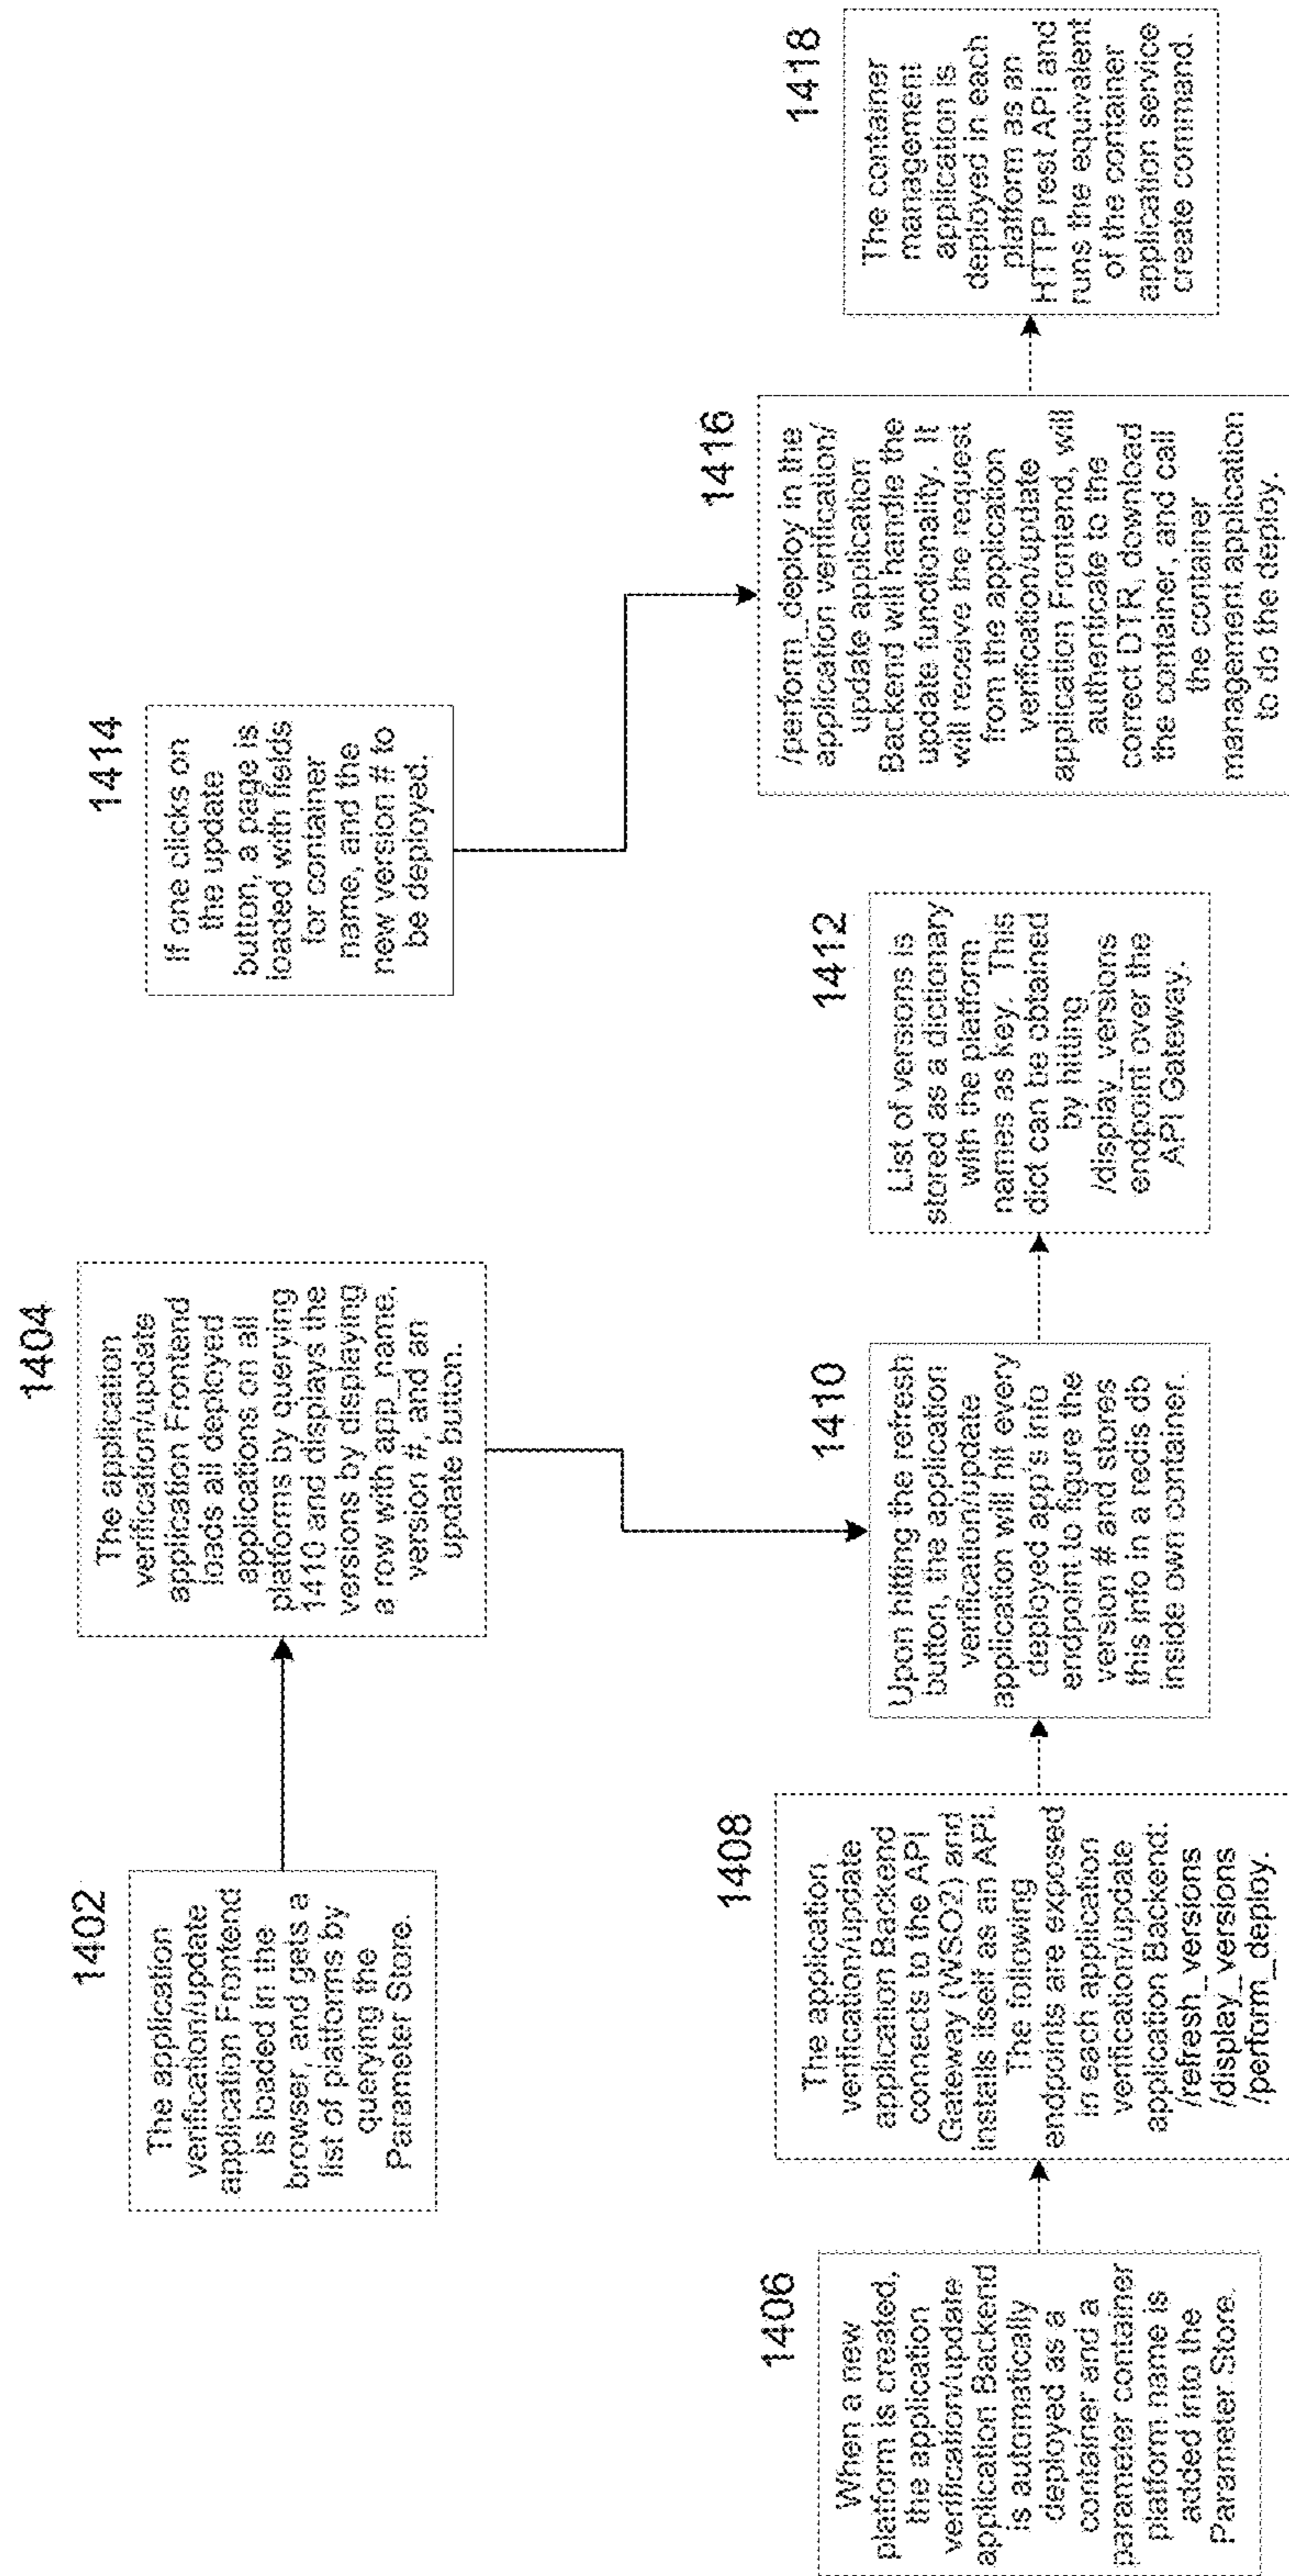 1402
The application
verification/update
application Frontend
is loaded in the
browser, and gets a
list of platforms by
querying the
Parameter Store.
1404
The application
verification/update
application Frontend
loads all deployed
applications on all
platforms by querying
1410 and displays the
versions by displaying
a row with app_name,
version #, and an
update button.
1414
If one clicks on
the update
button, a page is
loaded with fields
for container
name, and the
new version # to
be deployed.
1406
When a new
platform is created,
the application
verification/update
application Backend
is automatically
deployed as a
container and a
parameter container
platform name is
added into the
Parameter Store.
1408
The application
verification/update
application Backend
connects to the API
Gateway (WSO2) and
installs itself as an API.
The following
endpoints are exposed
in each application
verification/update
application Backend:
/refresh_versions
/display_versions
/perform_deploy.
1410
Upon hitting the refresh
button, the application
verification/update
application will hit every
deployed app's into
endpoint to figure the
version # and stores
this info in a redis db
inside own container.
1412
List of versions is
stored as a dictionary
with the platform
names as key. This
dict can be obtained
by hitting
/display_versions
endpoint over the
API Gateway.
1416
/perform_deploy in the
application verification/
update application
Backend will handle the
update functionality. It
will receive the request
from the application
verification/update
application Frontend, will
authenticate to the
correct DTR, download
the container, and call
the container
management application
to do the deploy.
1418
The container
management
application is
deployed in each
platform as an
HTTP rest API and
runs the equivalent
of the container
application service
create command.